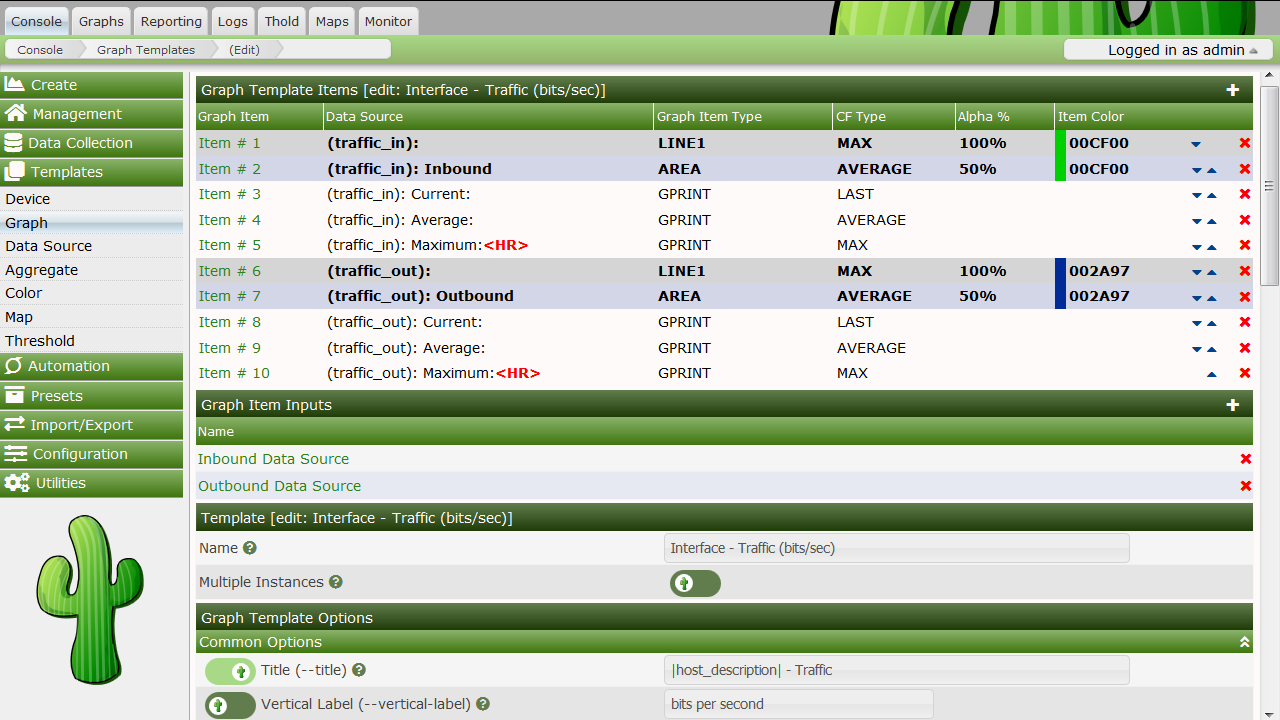 Console Graphs Reporting Logs Thold Maps Monitor
Console Graph Templates (Edit) Logged in as admin
Create
Management
Data Collection
Templates
Device
Graph
Data Source
Aggregate
Color
Map
Threshold
Automation
Presets
Import/Export
Configuration
Utilities
Graph Template Items [edit: Interface - Traffic (bits/sec)]
Graph Item Data Source Graph Item Type CF Type Alpha % Item Color
Item # 1 (traffic_in): LINE1 MAX 100% 00CF00
Item # 2 (traffic_in): Inbound AREA AVERAGE 50% 00CF00
Item # 3 (traffic_in): Current: GPRINT LAST
Item # 4 (traffic_in): Average: GPRINT AVERAGE
Item # 5 (traffic_in): Maximum:<HR> GPRINT MAX
Item # 6 (traffic_out): LINE1 MAX 100% 002A97
Item # 7 (traffic_out): Outbound AREA AVERAGE 50% 002A97
Item # 8 (traffic_out): Current: GPRINT LAST
Item # 9 (traffic_out): Average: GPRINT AVERAGE
Item # 10 (traffic_out): Maximum:<HR> GPRINT MAX
Graph Item Inputs
Name
Inbound Data Source
Outbound Data Source
Template [edit: Interface - Traffic (bits/sec)]
Name Interface - Traffic (bits/sec)
Multiple Instances
Graph Template Options
Common Options
Title (--title) |host_description| - Traffic
Vertical Label (--vertical-label) bits per second